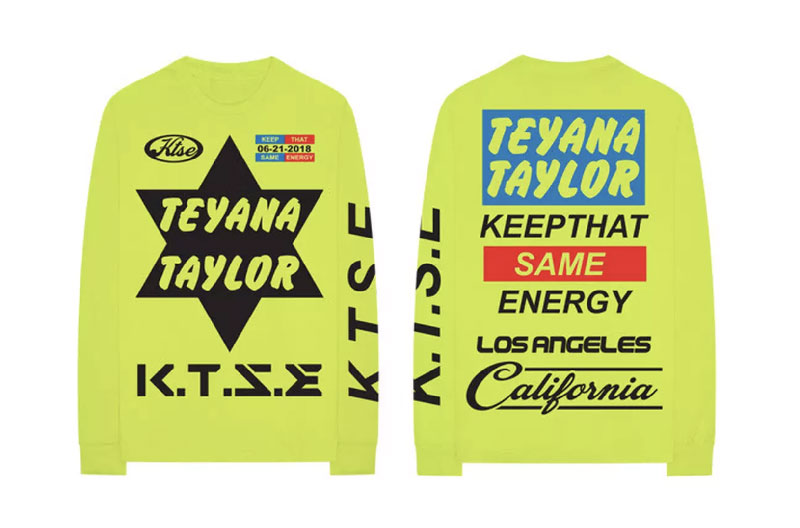 Ktse
KEEP THAT
06-21-2018
SAME ENERGY
TEYANA
TAYLOR
K.T.S.E
K.T.S.E
TEYANA
TAYLOR
KEEPTHAT
SAME
ENERGY
LOS ANGELES
California
K.T.S.E